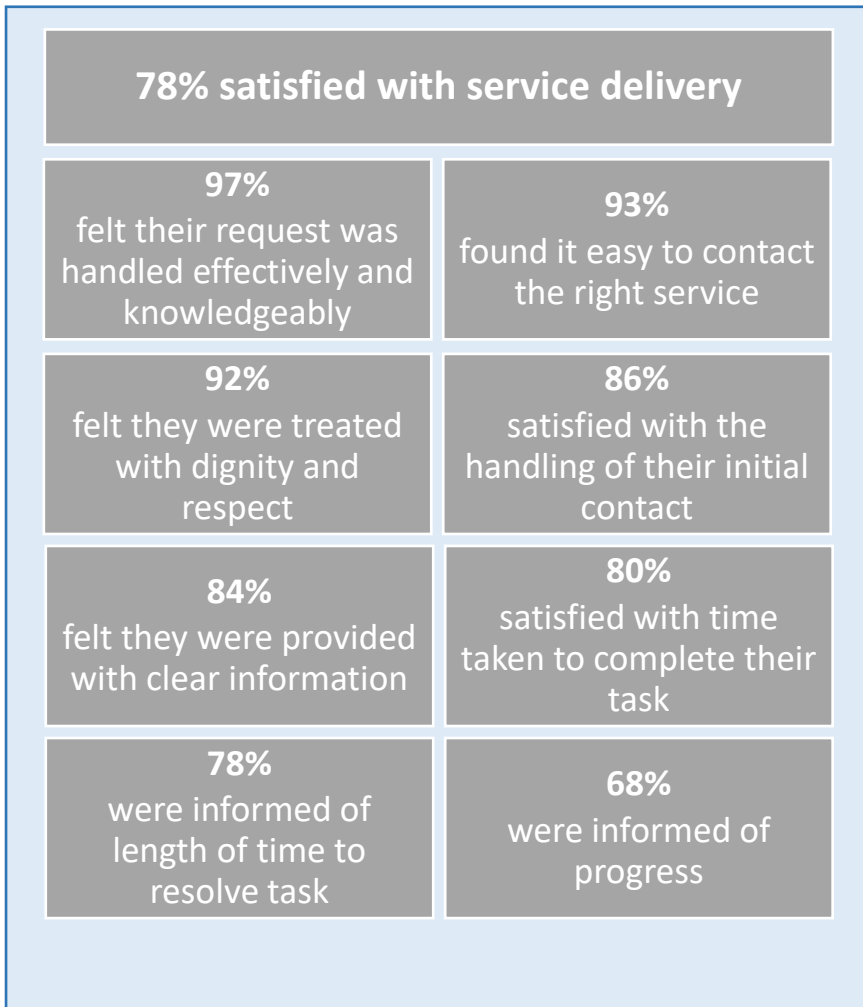 78% satisfied with service delivery
97%
felt their request was
handled effectively and
knowledgeably
93%
found it easy to contact
the right service
92%
felt they were treated
with dignity and
respect
86%
satisfied with the
handling of their initial
contact
84%
felt they were provided
with clear information
80%
satisfied with time
taken to complete their
task
78%
were informed of
length of time to
resolve task
68%
were informed of
progress